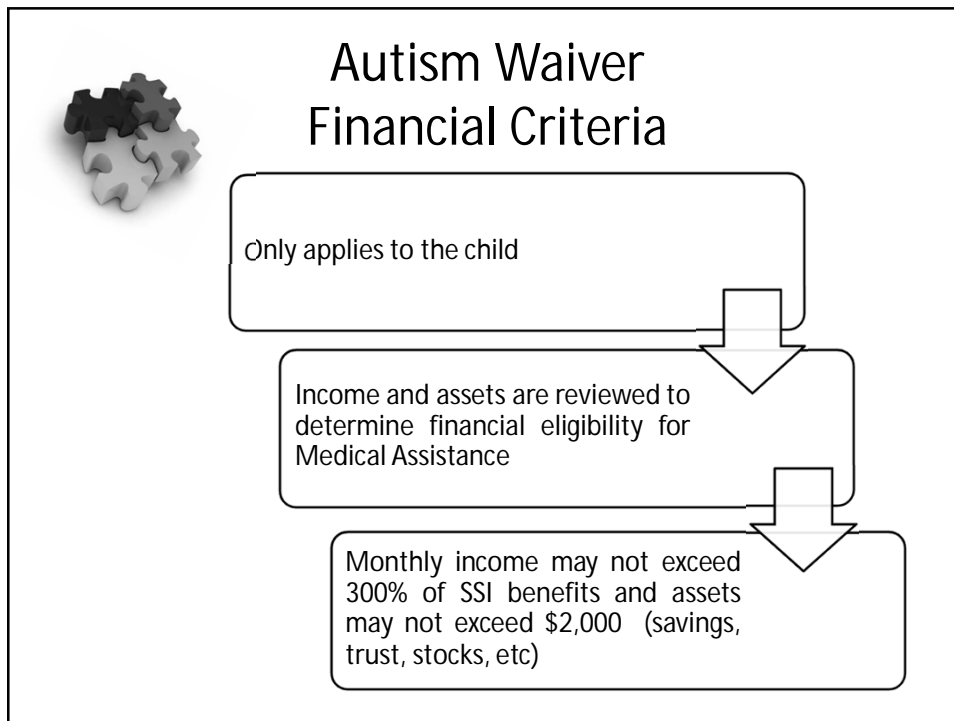 Autism Waiver
Financial Criteria
Only applies to the child
Income and assets are reviewed to
determine financial eligibility for
Medical Assistance
Monthly income may not exceed
300% of SSI benefits and assets
may not exceed $2,000 (savings,
trust, stocks, etc)